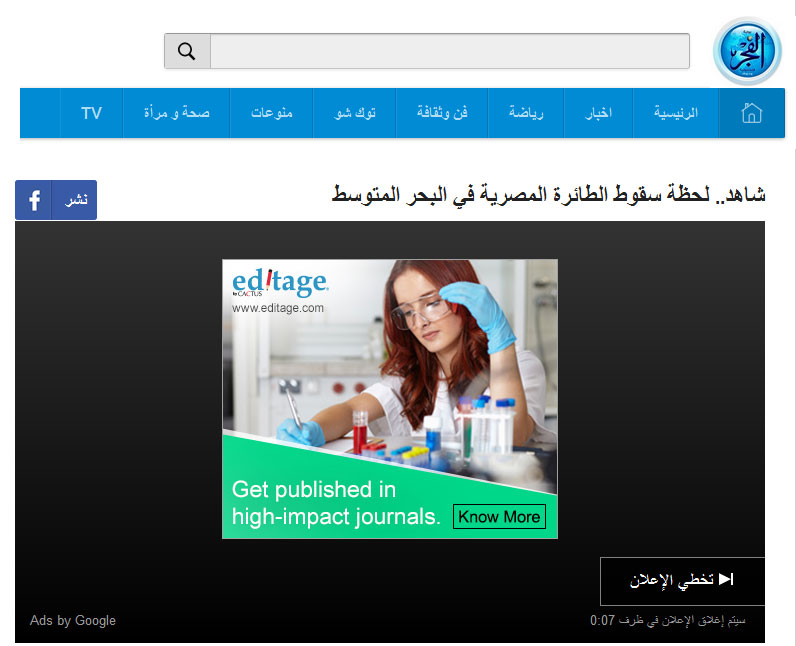 الفجر
الرئيسية
اخبار
رياضة
فن وثقافة
توك شو
منوعات
صحة و مرأة
TV
شاهد.. لحظة سقوط الطائرة المصرية في البحر المتوسط
نشر
editage
by CACTUS
www.editage.com
Get published in
high-impact journals.
Know More
تخطي الإعلان
سيتم إغلاق الإعلان في ظرف 0:07
Ads by Google